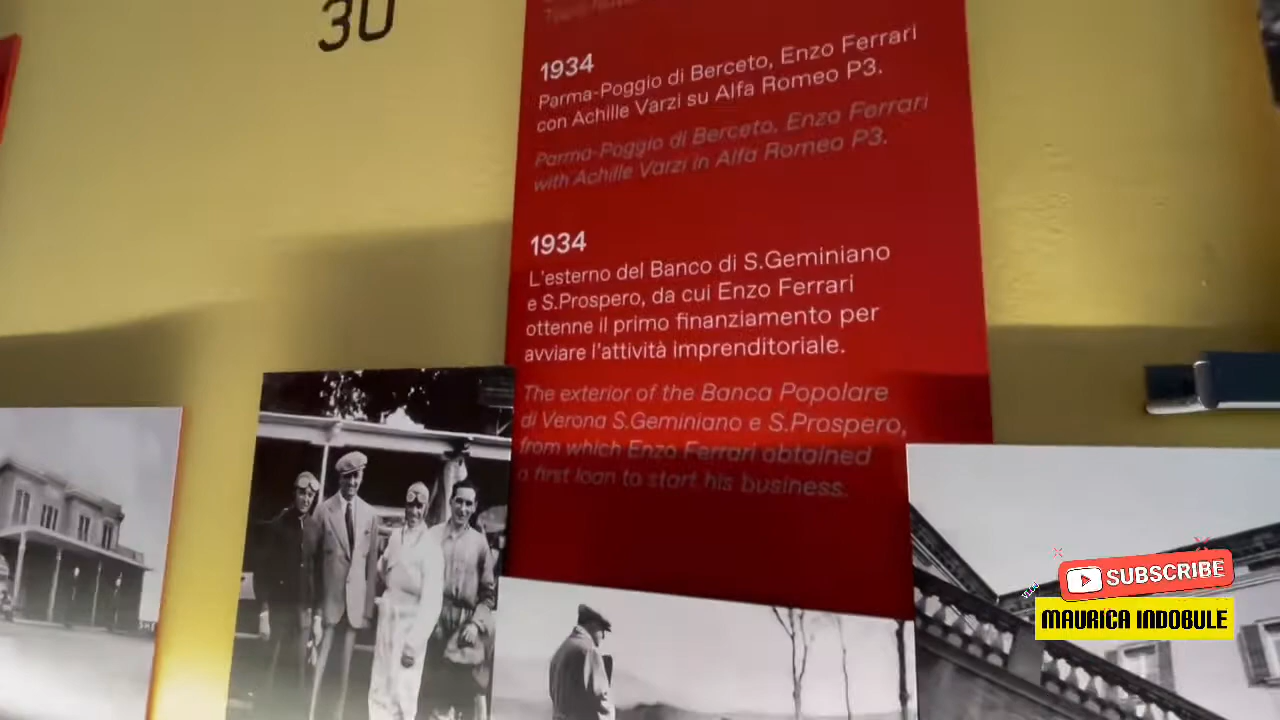 30
1934
Parma-Poggio di Berceto, Enzo Ferrari
con Achille Varzi su Alfa Romeo P3.
Parma-Poggio di Berceto, Enzo Ferrari
with Achille Varzi in Alfa Romeo P3.
1934
L'esterno del Banco di S.Geminiano
e S.Prospero, da cui Enzo Ferrari
ottenne il primo finanziamento per
avviare l'attività imprenditoriale.
The exterior of the Banca Popolare
di Verona S.Geminiano e S.Prospero,
from which Enzo Ferrari obtained
a first loan to start his business.
SUBSCRIBE
VLOG
MAURICA INDOBULE